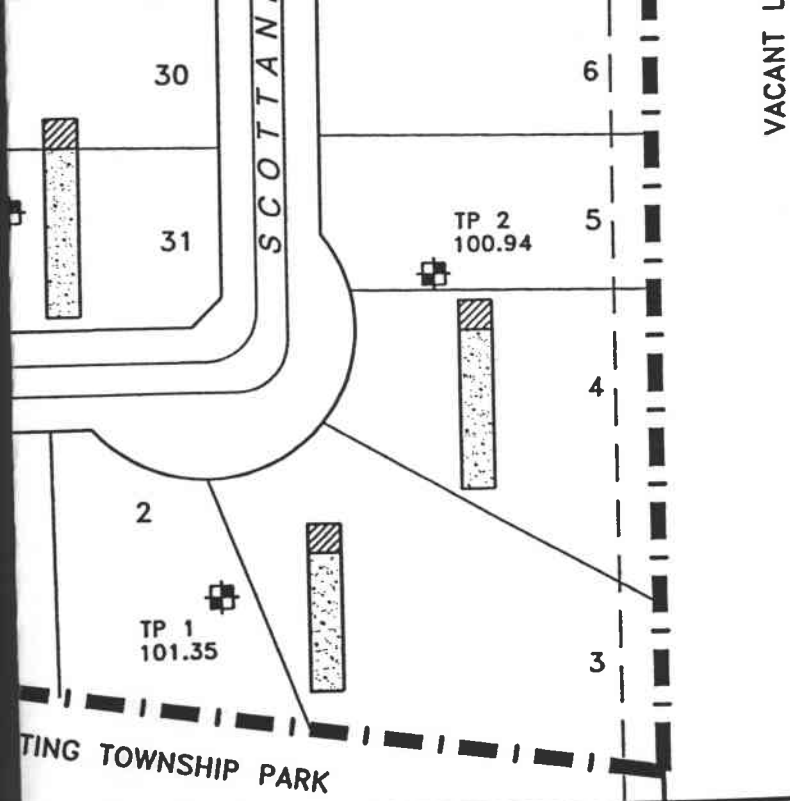 30
6
VACANT
SCOTTAN
31
TP 2
100.94
5
4
2
TP 1
101.35
3
TING TOWNSHIP PARK